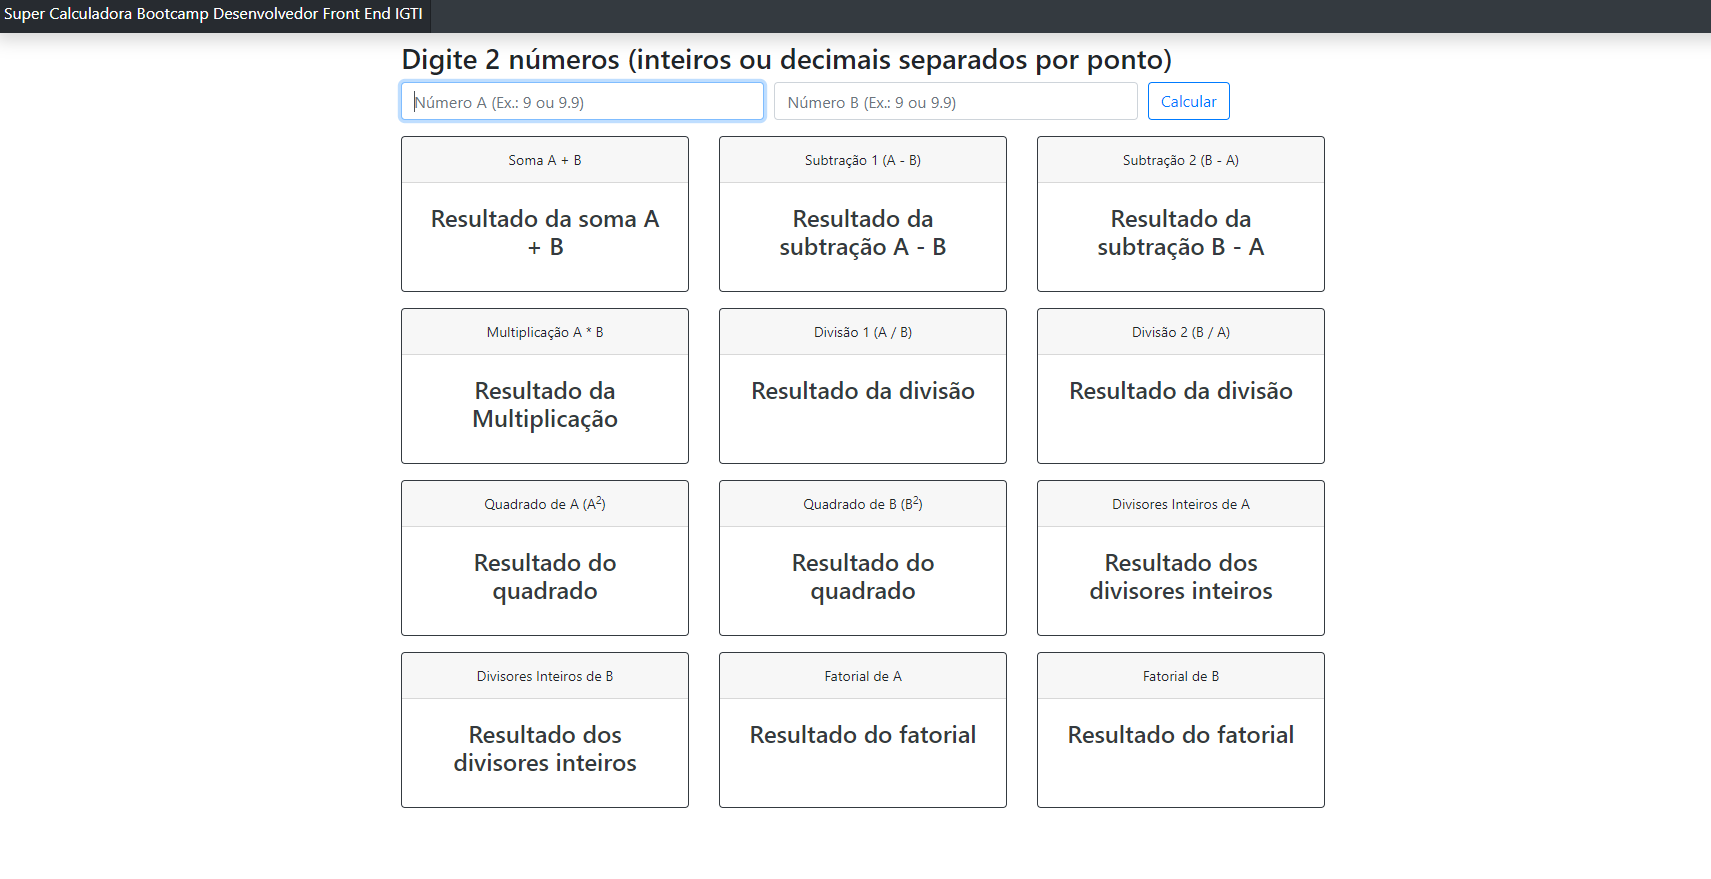 Super Calculadora Bootcamp Desenvolvedor Front End IGTI
Digite 2 números (inteiros ou decimais separados por ponto)
Número A (Ex.: 9 ou 9.9)
Número B (Ex.: 9 ou 9.9)
Calcular
Soma A + B
Resultado da soma A
+ B
Subtração 1 (A - B)
Resultado da
subtração A - B
Subtração 2 (B - A)
Resultado da
subtração B - A
Multiplicação A * B
Resultado da
Multiplicação
Divisão 1 (A / B)
Resultado da divisão
Divisão 2 (B / A)
Resultado da divisão
Quadrado de A (A²)
Resultado do
quadrado
Quadrado de B (B²)
Resultado do
quadrado
Divisores Inteiros de A
Resultado dos
divisores inteiros
Divisores Inteiros de B
Resultado dos
divisores inteiros
Fatorial de A
Resultado do fatorial
Fatorial de B
Resultado do fatorial